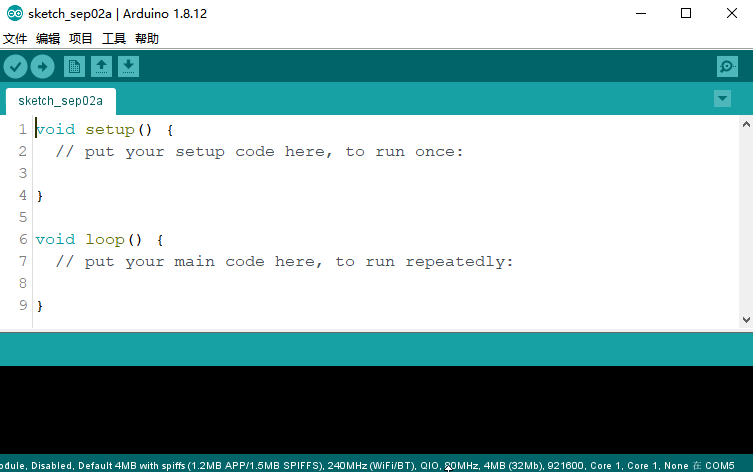 sketch_sep02a | Arduino 1.8.12
文件 编辑 项目 工具 帮助
sketch_sep02a
1 void setup() {
2 // put your setup code here, to run once:
3
4 }
5
6 void loop() {
7 // put your main code here, to run repeatedly:
8
9 }
odule, Disabled, Default 4MB with spiffs (1.2MB APP/1.5MB SPIFFS), 240MHz (WiFi/BT), QIO, 80MHz, 4MB (32Mb), 921600, Core 1, Core 1, None 在 COM5